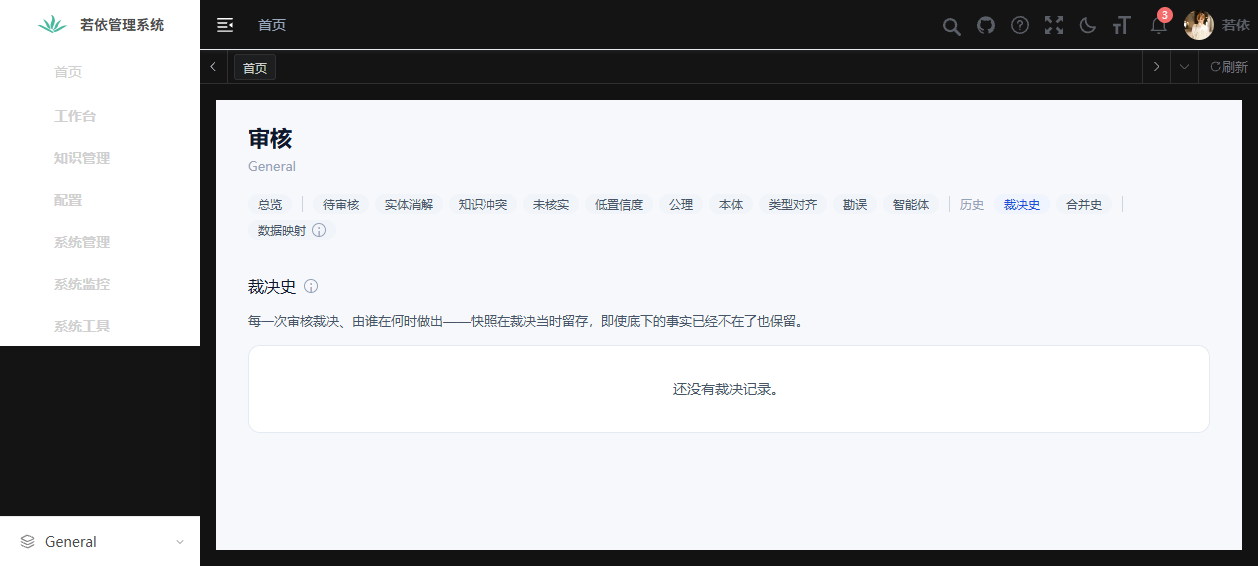 若依管理系统
首页
工作台
知识管理
配置
系统管理
系统监控
系统工具
General
首页
3
若依
首页
刷新
审核
General
总览 待审核 实体消解 知识冲突 未核实 低置信度 公理 本体 类型对齐 勘误 智能体 历史 裁决史 合并史
数据映射
裁决史
每一次审核裁决、由谁在何时做出——快照在裁决当时留存，即使底下的事实已经不在了也保留。
还没有裁决记录。